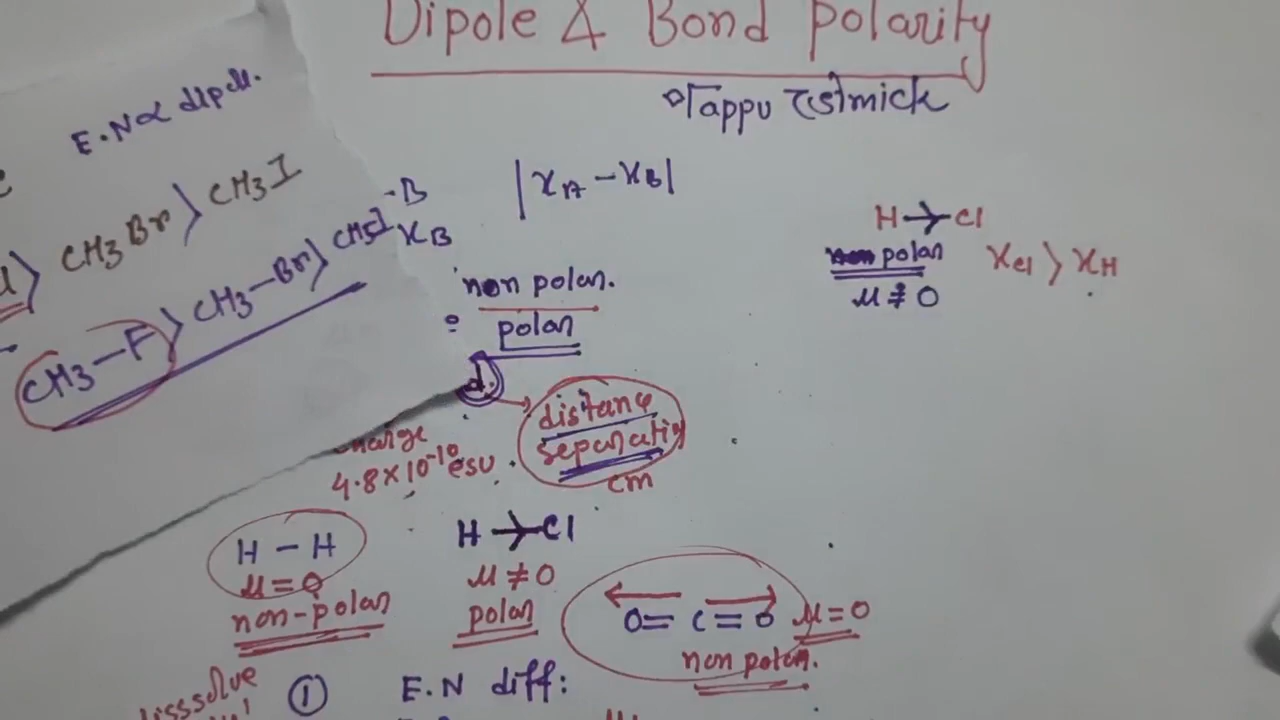 Dipole & Bond Polarity
E.N ∝ dipole.
|xA - xB|
CH3Br > CH3I
-B
xB
CH3-F > CH3-Br > CH3I
H → Cl
polar
xCl > xH
μ ≠ 0
non polar.
polar
d.
distance
separation
cm
charge
4.8×10⁻¹⁰ esu
H - H
μ = 0
non-polar
H → Cl
μ ≠ 0
polar
O = C = O μ = 0
non polar.
disssolve
① E.N diff: